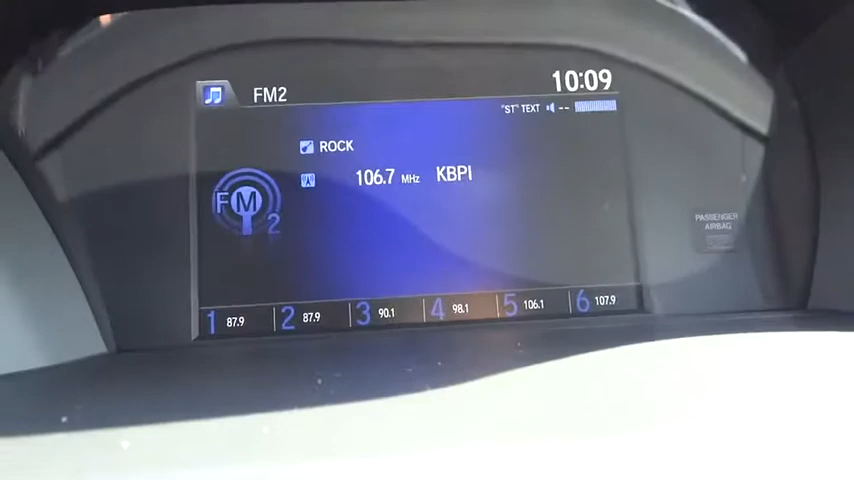 FM2
10:09
"ST" TEXT --
ROCK
106.7 MHz KBPI
FM
2
1 87.9 2 87.9 3 90.1 4 98.1 5 106.1 6 107.9
PASSENGER
AIRBAG